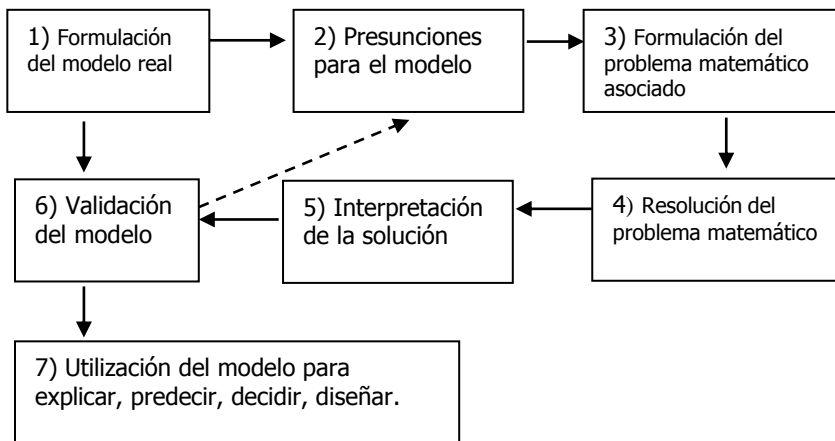 1) Formulación
del modelo real
2) Presunciones
para el modelo
3) Formulación del
problema matemático
asociado
6) Validación
del modelo
5) Interpretación
de la solución
4) Resolución del
problema matemático
7) Utilización del modelo para
explicar, predecir, decidir, diseñar.